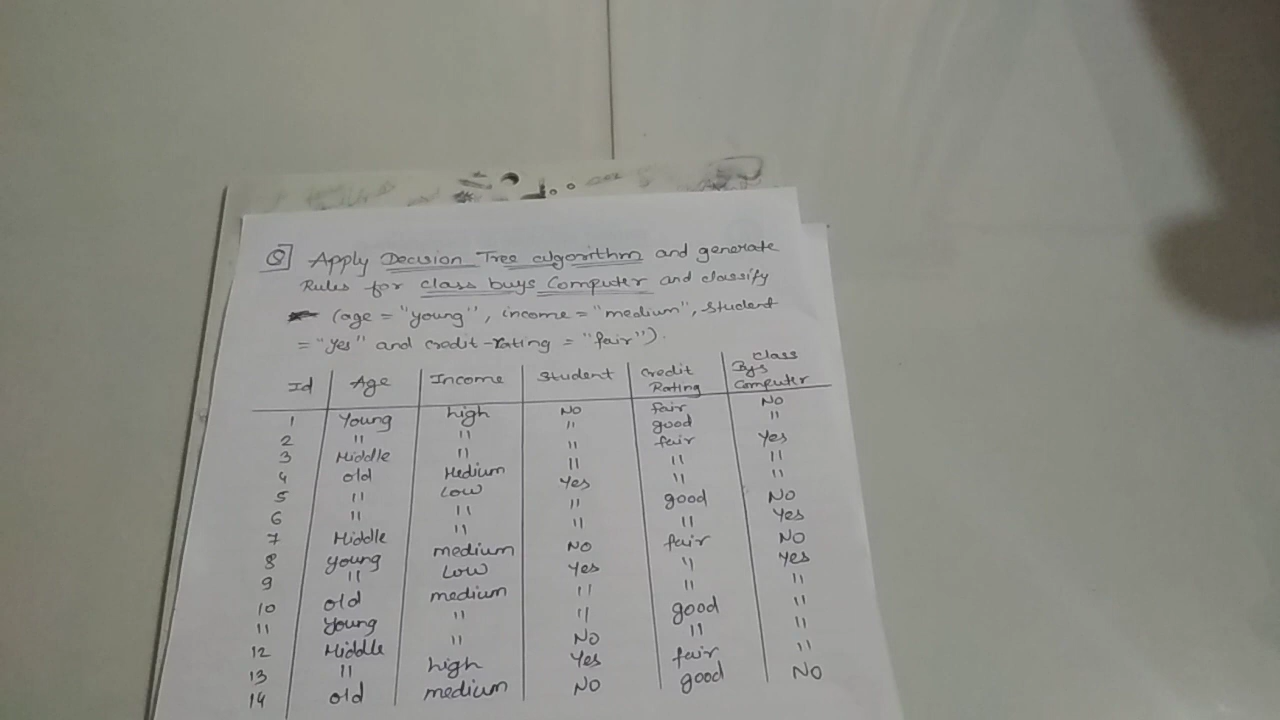 Q] Apply Decision Tree algorithm and generate
Rules for class buys Computer and classify
(age = "young", income = "medium", student
= "yes" and credit-rating = "fair").
Id | Age | Income | Student | Credit Rating | class Bys Computer
1 | Young | high | No | fair | No
2 | " | " | " | good | "
3 | Middle | " | " | fair | Yes
4 | old | Medium | " | " | "
5 | " | Low | Yes | " | "
6 | " | " | " | good | No
7 | Middle | " | " | " | Yes
8 | young | medium | No | fair | No
9 | " | Low | Yes | " | Yes
10 | old | medium | " | " | "
11 | Young | " | " | good | "
12 | Middle | " | No | " | "
13 | " | high | Yes | fair | "
14 | old | medium | No | good | No